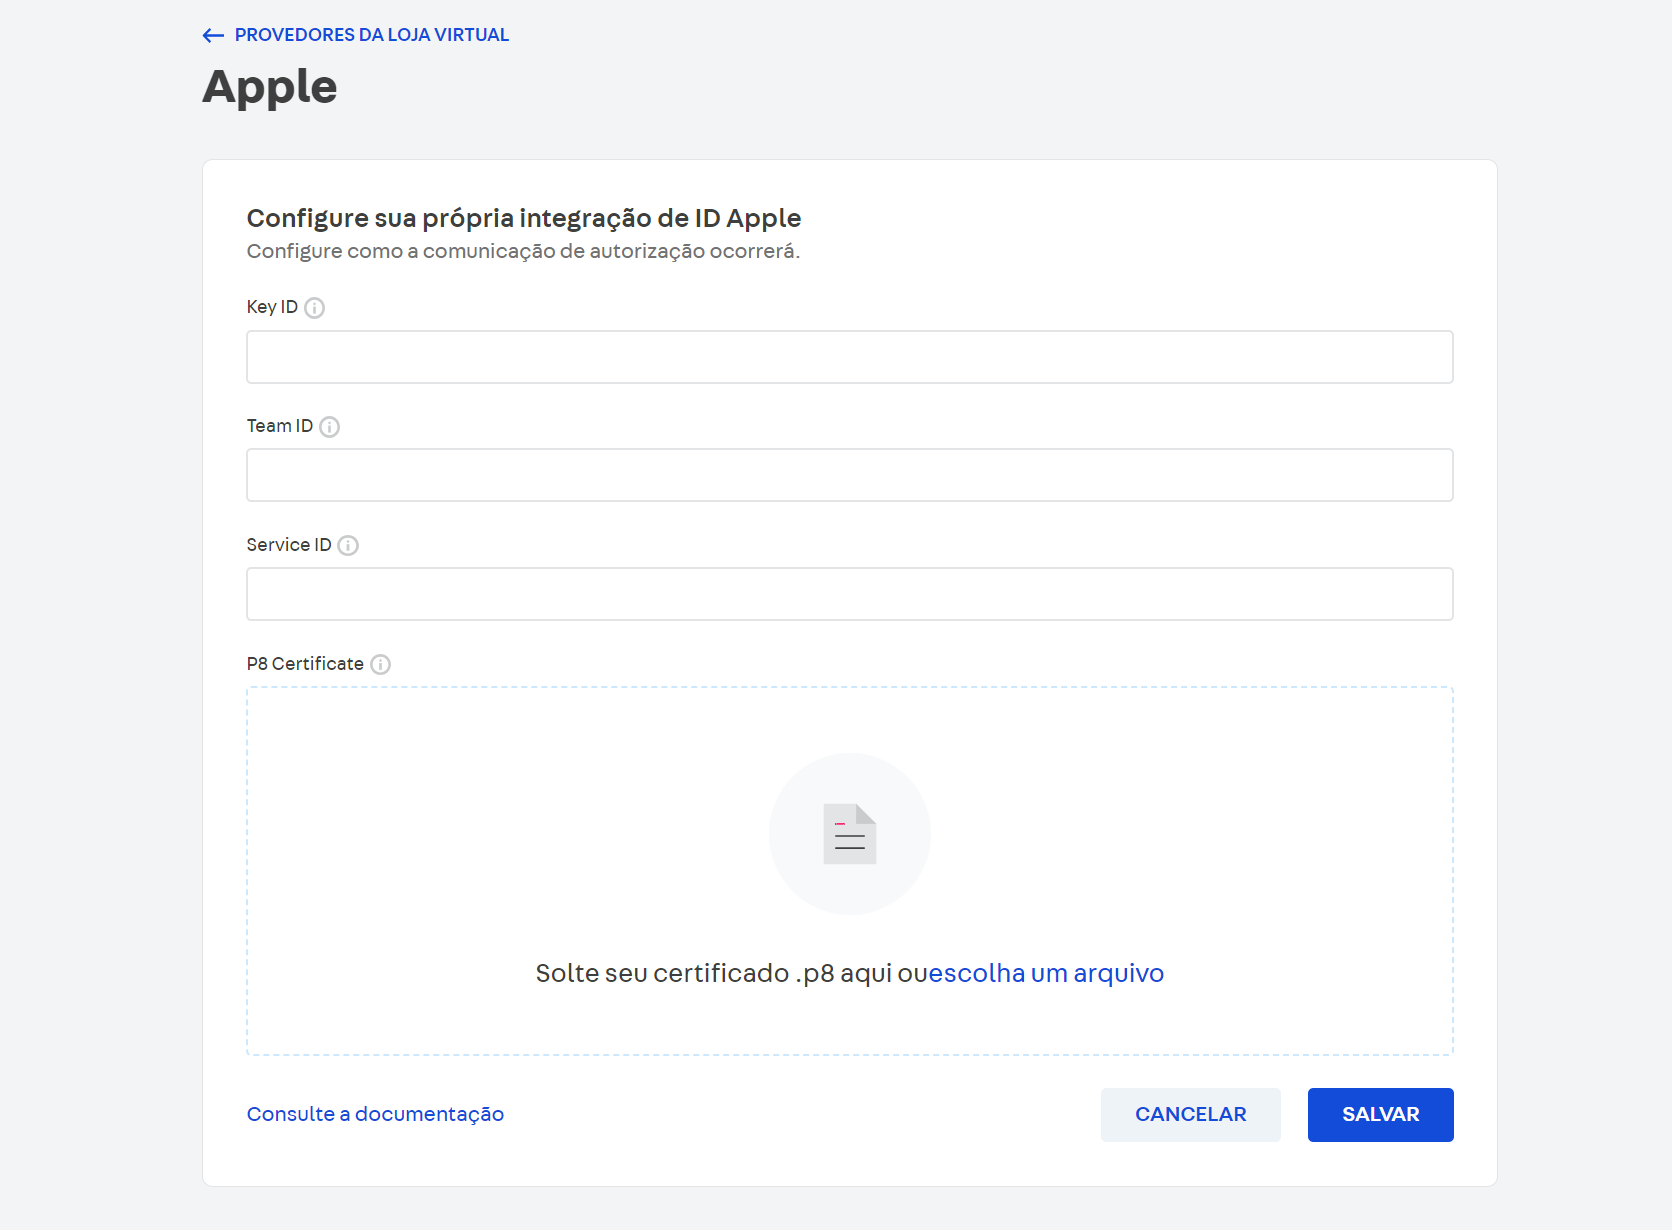 PROVEDORES DA LOJA VIRTUAL
Apple
Configure sua própria integração de ID Apple
Configure como a comunicação de autorização ocorrerá.
Key ID
Team ID
Service ID
P8 Certificate
Solte seu certificado .p8 aqui ouescolha um arquivo
Consulte a documentação
CANCELAR
SALVAR